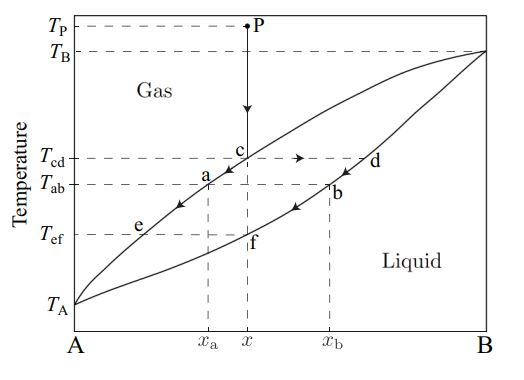 T_P
P
T_B
Gas
Temperature
c
T_cd
d
a
T_ab
b
e
T_ef
f
Liquid
T_A
A
x_a
x
x_b
B